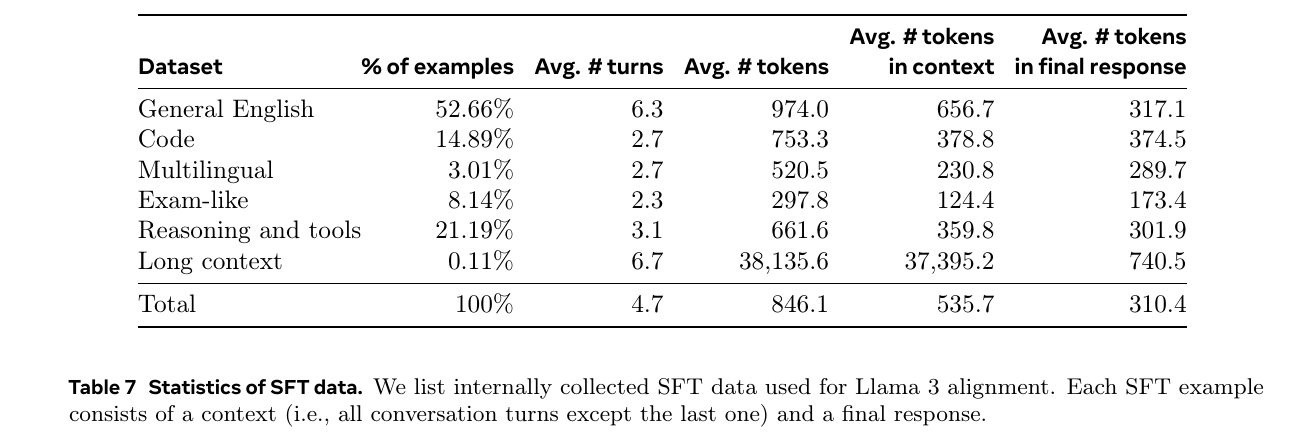 Dataset % of examples Avg. # turns Avg. # tokens Avg. # tokens in context Avg. # tokens in final response
General English 52.66% 6.3 974.0 656.7 317.1
Code 14.89% 2.7 753.3 378.8 374.5
Multilingual 3.01% 2.7 520.5 230.8 289.7
Exam-like 8.14% 2.3 297.8 124.4 173.4
Reasoning and tools 21.19% 3.1 661.6 359.8 301.9
Long context 0.11% 6.7 38,135.6 37,395.2 740.5
Total 100% 4.7 846.1 535.7 310.4
Table 7 Statistics of SFT data. We list internally collected SFT data used for Llama 3 alignment. Each SFT example
consists of a context (i.e., all conversation turns except the last one) and a final response.